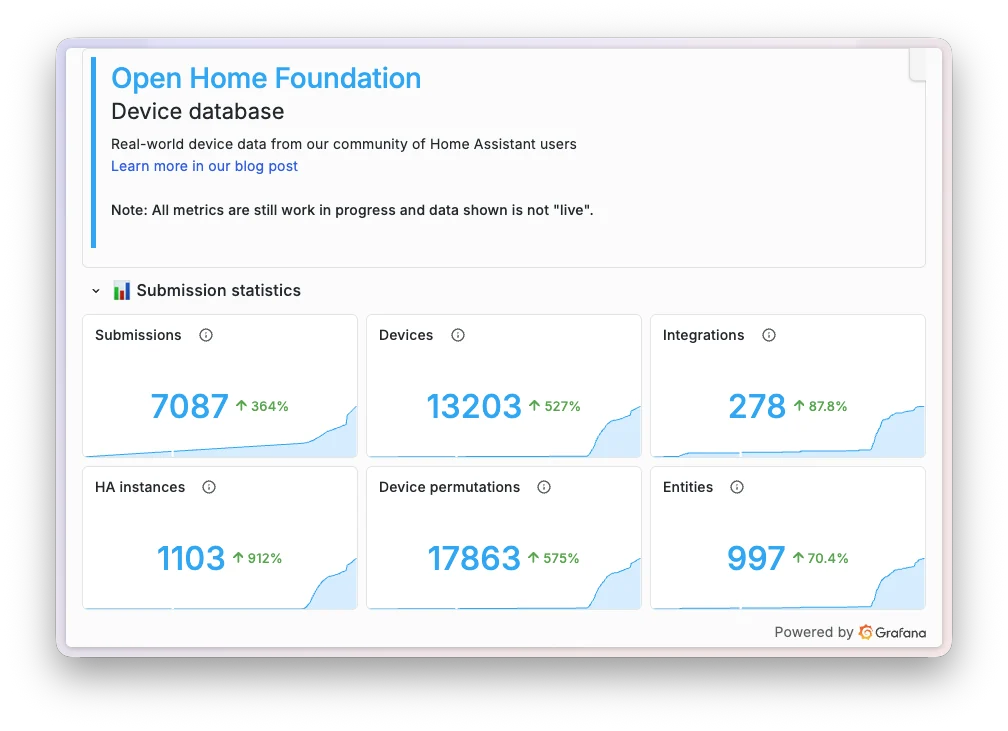 Open Home Foundation
Device database
Real-world device data from our community of Home Assistant users
Learn more in our blog post
Note: All metrics are still work in progress and data shown is not "live".
Submission statistics
Submissions
7087 364%
Devices
13203 527%
Integrations
278 87.8%
HA instances
1103 912%
Device permutations
17863 575%
Entities
997 70.4%
Powered by Grafana